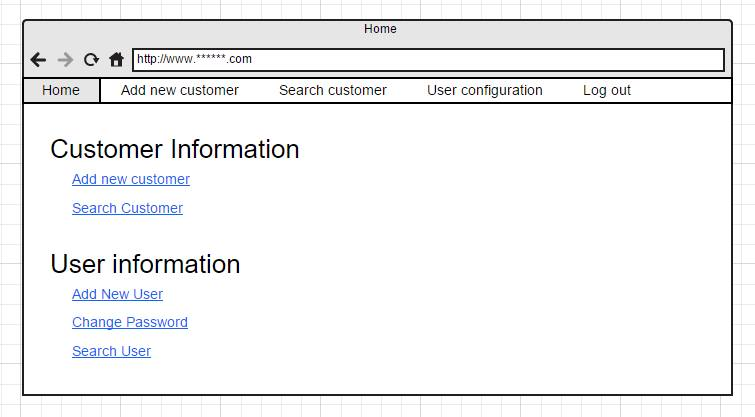 Home
http://www.******.com
Home Add new customer Search customer User configuration Log out
Customer Information
Add new customer
Search Customer
User information
Add New User
Change Password
Search User